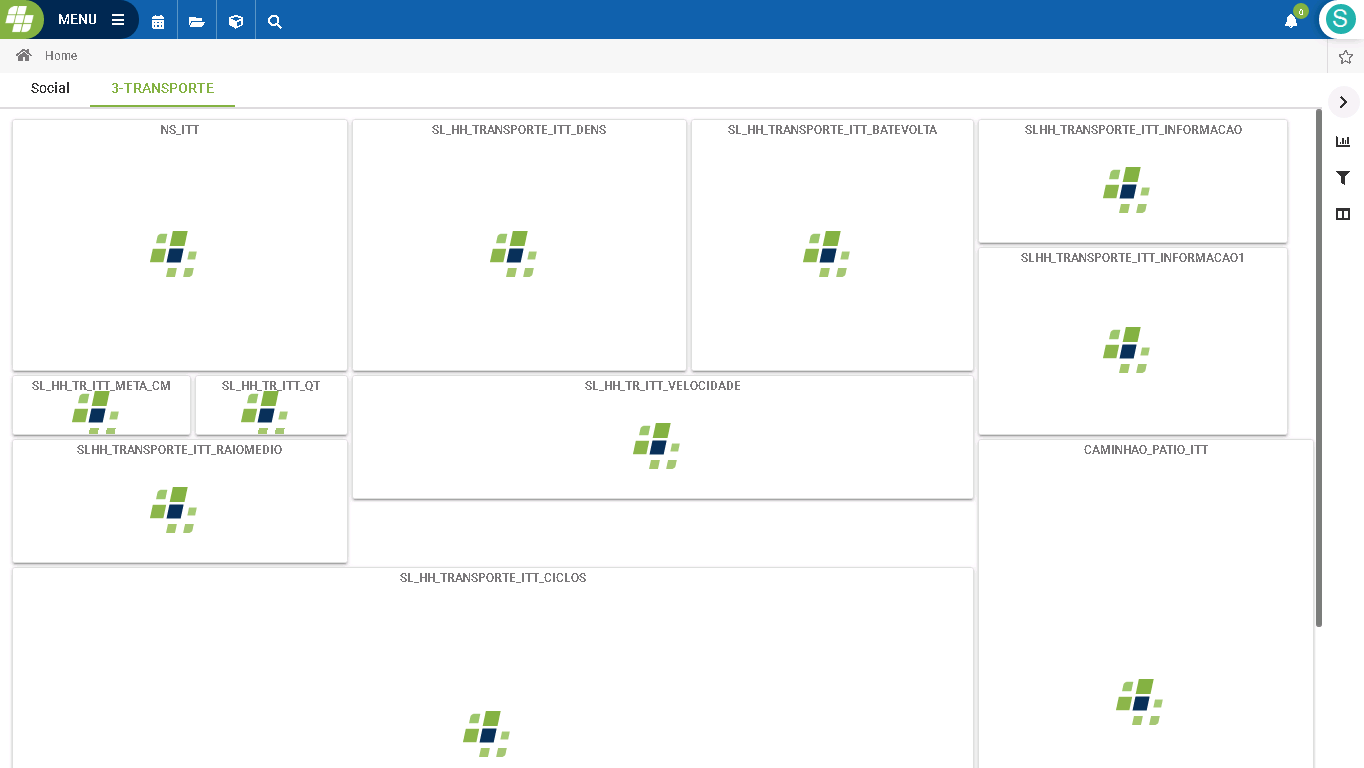 MENU
0
S
Home
Social
3-TRANSPORTE
NS_ITT
SL_HH_TRANSPORTE_ITT_DENS
SL_HH_TRANSPORTE_ITT_BATEVOLTA
SLHH_TRANSPORTE_ITT_INFORMACAO
SLHH_TRANSPORTE_ITT_INFORMACAO1
SL_HH_TR_ITT_META_CM
SL_HH_TR_ITT_QT
SL_HH_TR_ITT_VELOCIDADE
SLHH_TRANSPORTE_ITT_RAIOMEDIO
CAMINHAO_PATIO_ITT
SL_HH_TRANSPORTE_ITT_CICLOS